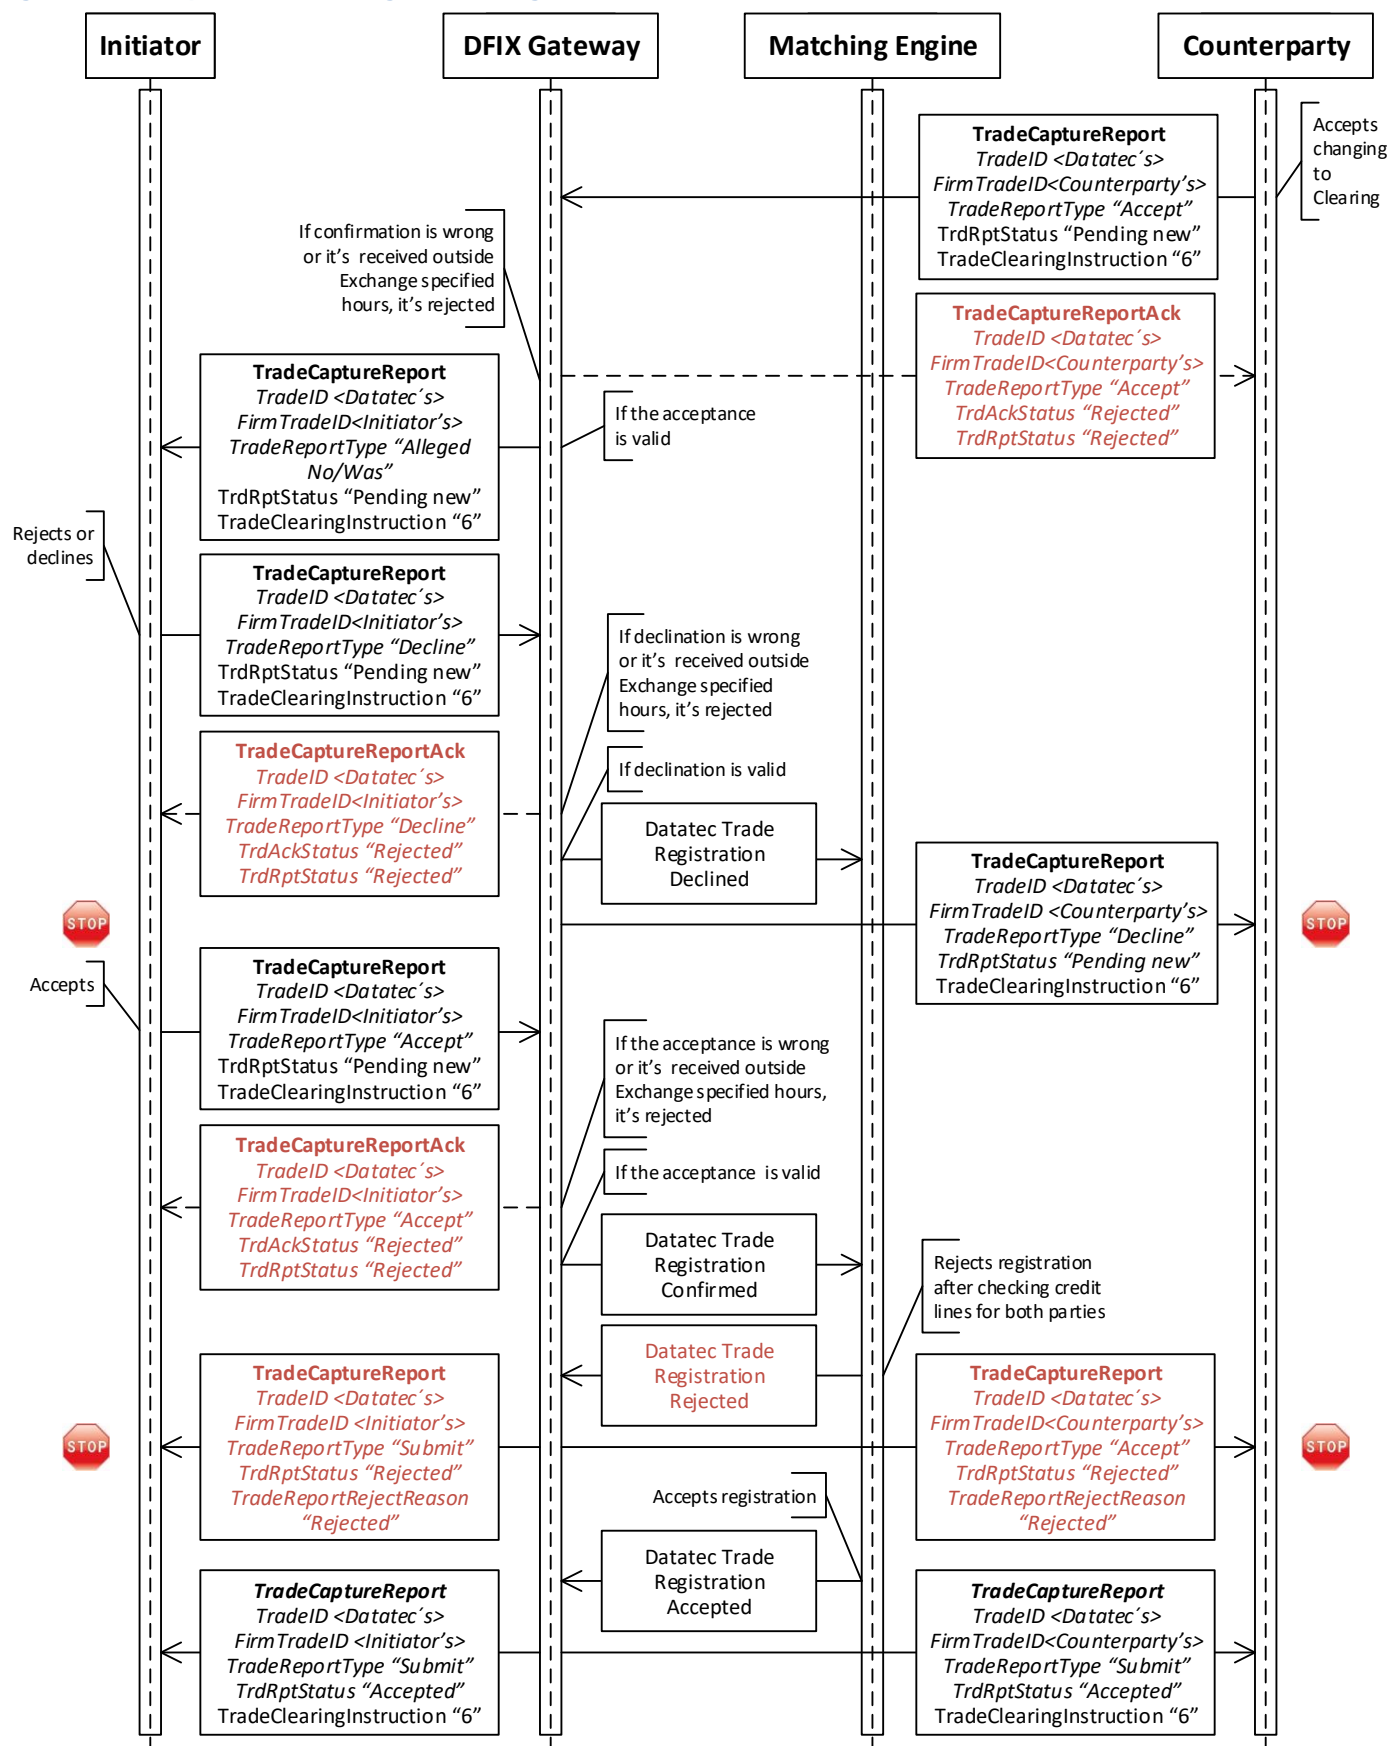 Initiator
DFIX Gateway
Matching Engine
Counterparty
TradeCaptureReport
TradeID <Datatec´s>
FirmTradeID<Counterparty’s>
TradeReportType “Accept”
TrdRptStatus “Pending new”
TradeClearingInstruction “6”
Accepts
changing
to
Clearing
If confirmation is wrong
or it’s received outside
Exchange specified
hours, it’s rejected
TradeCaptureReportAck
TradeID <Datatec´s>
FirmTradeID<Counterparty’s>
TradeReportType “Accept”
TrdAckStatus “Rejected”
TrdRptStatus “Rejected”
TradeCaptureReport
TradeID <Datatec´s>
FirmTradeID<Initiator’s>
TradeReportType “Alleged
No/Was”
TrdRptStatus “Pending new”
TradeClearingInstruction “6”
If the acceptance
is valid
Rejects or
declines
TradeCaptureReport
TradeID <Datatec´s>
FirmTradeID<Initiator’s>
TradeReportType “Decline”
TrdRptStatus “Pending new”
TradeClearingInstruction “6”
If declination is wrong
or it’s received outside
Exchange specified
hours, it’s rejected
TradeCaptureReportAck
TradeID <Datatec´s>
FirmTradeID<Initiator’s>
TradeReportType “Decline”
TrdAckStatus “Rejected”
TrdRptStatus “Rejected”
If declination is valid
Datatec Trade
Registration
Declined
TradeCaptureReport
TradeID <Datatec´s>
FirmTradeID <Counterparty’s>
TradeReportType “Decline”
TrdRptStatus “Pending new”
TradeClearingInstruction “6”
STOP
STOP
Accepts
TradeCaptureReport
TradeID <Datatec´s>
FirmTradeID<Initiator’s>
TradeReportType “Accept”
TrdRptStatus “Pending new”
TradeClearingInstruction “6”
If the acceptance is wrong
or it’s received outside
Exchange specified hours,
it’s rejected
TradeCaptureReportAck
TradeID <Datatec´s>
FirmTradeID<Initiator’s>
TradeReportType “Accept”
TrdAckStatus “Rejected”
TrdRptStatus “Rejected”
If the acceptance is valid
Datatec Trade
Registration
Confirmed
Rejects registration
after checking credit
lines for both parties
Datatec Trade
Registration
Rejected
TradeCaptureReport
TradeID <Datatec´s>
FirmTradeID <Initiator’s>
TradeReportType “Submit”
TrdRptStatus “Rejected”
TradeReportRejectReason
“Rejected”
TradeCaptureReport
TradeID <Datatec´s>
FirmTradeID<Counterparty’s>
TradeReportType “Accept”
TrdRptStatus “Rejected”
TradeReportRejectReason
“Rejected”
STOP
STOP
Accepts registration
Datatec Trade
Registration
Accepted
TradeCaptureReport
TradeID <Datatec´s>
FirmTradeID <Initiator’s>
TradeReportType “Submit”
TrdRptStatus “Accepted”
TradeClearingInstruction “6”
TradeCaptureReport
TradeID <Datatec´s>
FirmTradeID<Counterparty’s>
TradeReportType “Submit”
TrdRptStatus “Accepted”
TradeClearingInstruction “6”